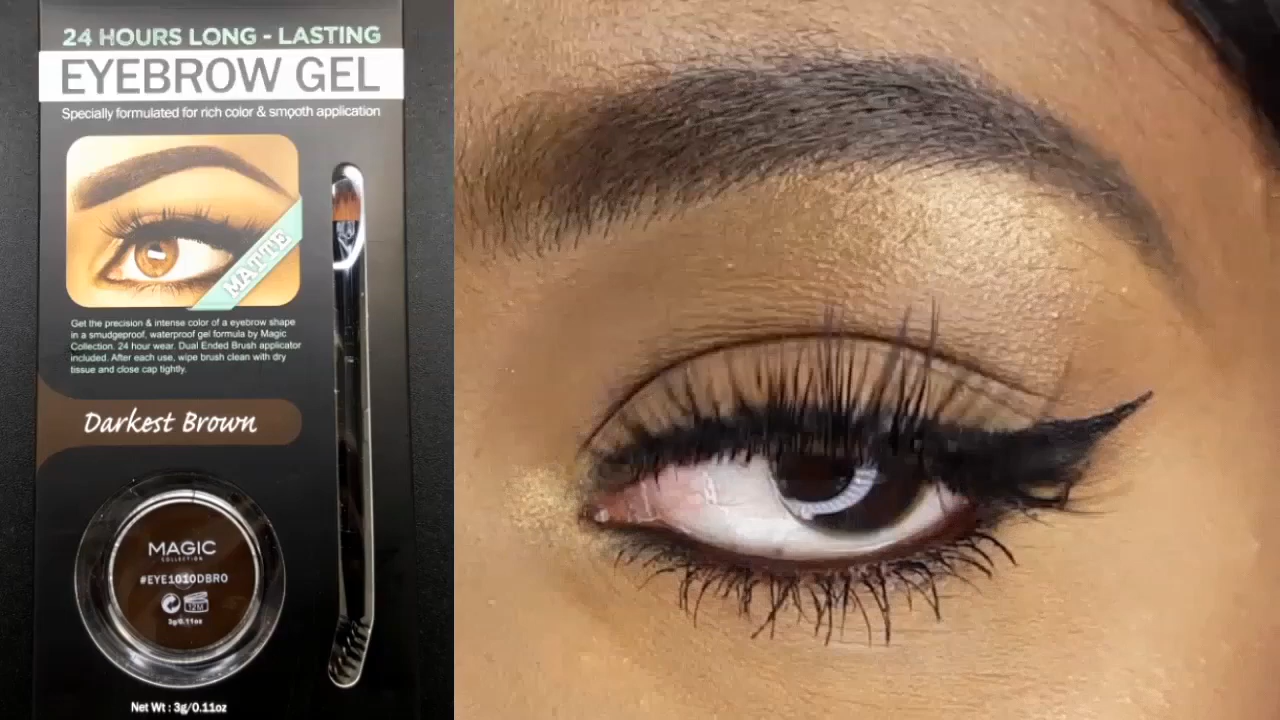 24 HOURS LONG - LASTING
EYEBROW GEL
Specially formulated for rich color & smooth application
MATTE
Get the precision & intense color of a eyebrow shape
in a smudgeproof, waterproof gel formula by Magic
Collection. 24 hour wear. Dual Ended Brush applicator
included. After each use, wipe brush clean with dry
tissue and close cap tightly.
Darkest Brown
MAGIC
COLLECTION
#EYE1010DBRO
12M
3g/0.11oz
Net Wt : 3g/0.11oz